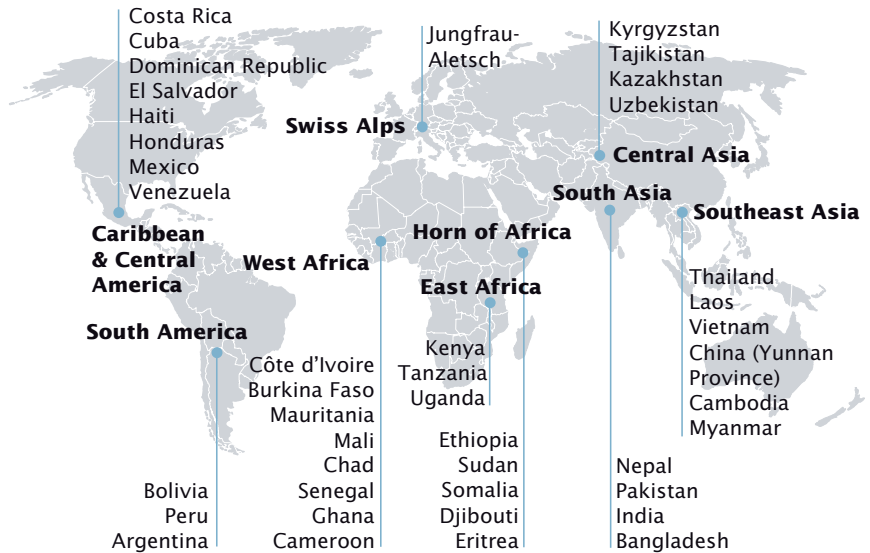 Costa Rica
Cuba
Dominican Republic
El Salvador
Haiti
Honduras
Mexico
Venezuela
Caribbean
& Central
America
South America
Bolivia
Peru
Argentina
Jungfrau-
Aletsch
Swiss Alps
West Africa
Côte d’Ivoire
Burkina Faso
Mauritania
Mali
Chad
Senegal
Ghana
Cameroon
Horn of Africa
Ethiopia
Sudan
Somalia
Djibouti
Eritrea
East Africa
Kenya
Tanzania
Uganda
Kyrgyzstan
Tajikistan
Kazakhstan
Uzbekistan
Central Asia
South Asia
Nepal
Pakistan
India
Bangladesh
Southeast Asia
Thailand
Laos
Vietnam
China (Yunnan
Province)
Cambodia
Myanmar